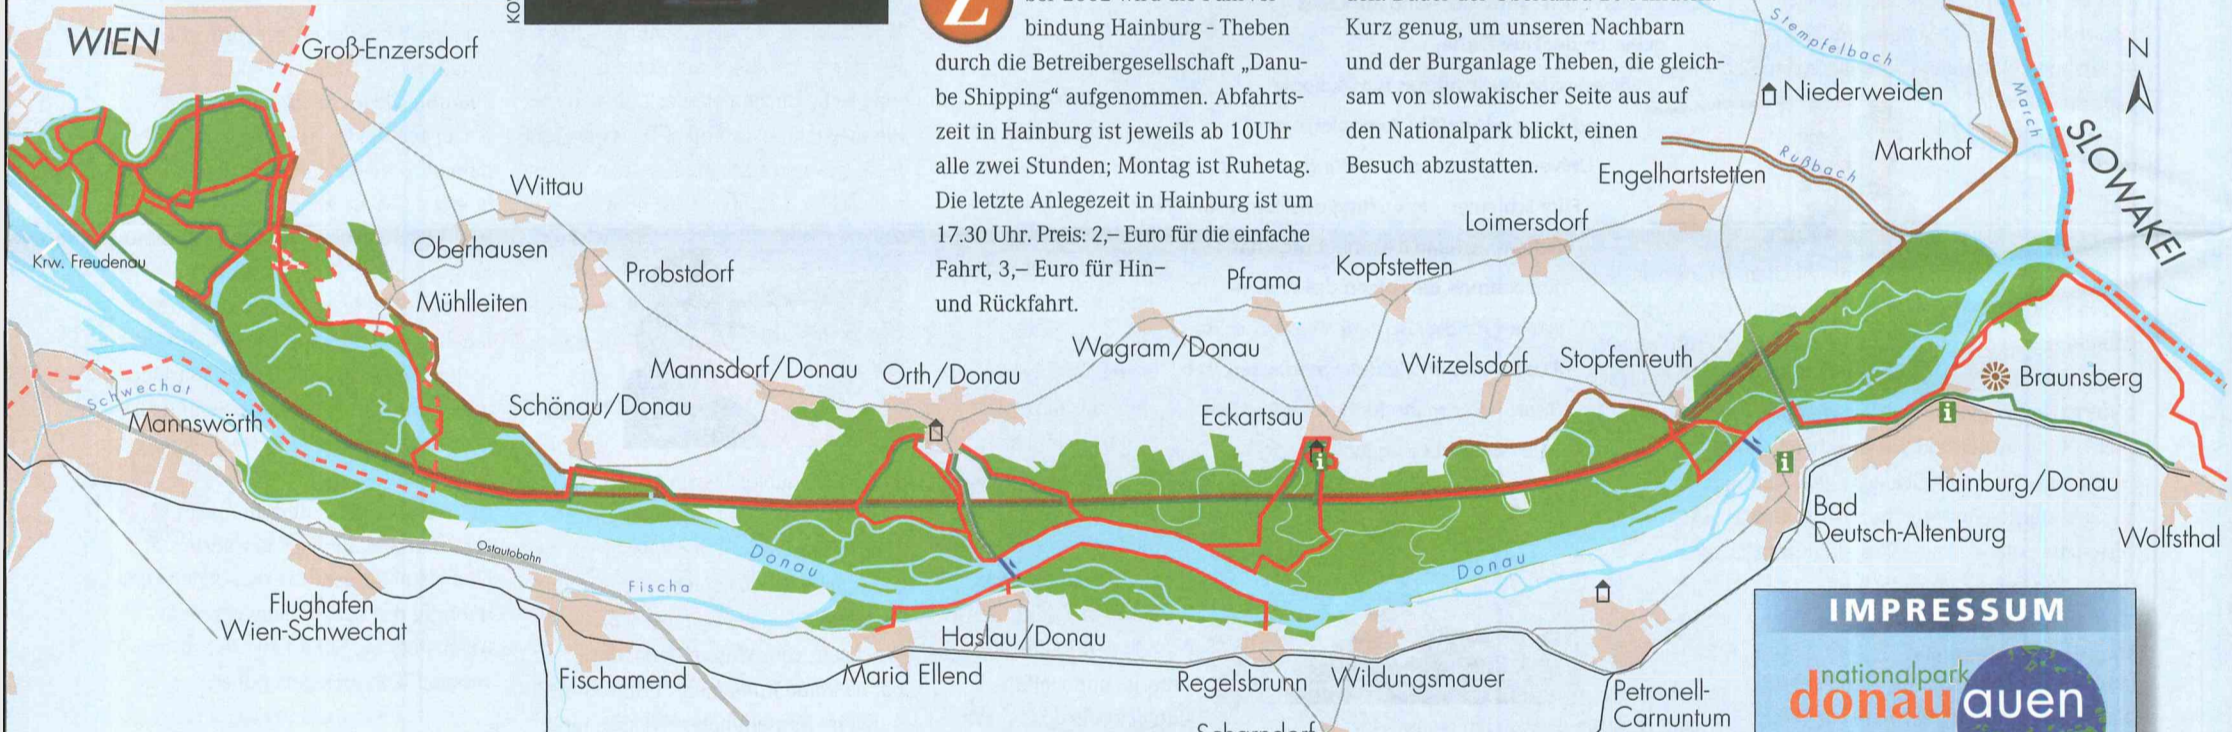 WIEN
Groß-Enzersdorf
bindung Hainburg - Theben
durch die Betreibergesellschaft „Danu-
be Shipping“ aufgenommen. Abfahrts-
zeit in Hainburg ist jeweils ab 10Uhr
alle zwei Stunden; Montag ist Ruhetag.
Die letzte Anlegezeit in Hainburg ist um
17.30 Uhr. Preis: 2,– Euro für die einfache
Fahrt, 3,– Euro für Hin–
und Rückfahrt.
Kurz genug, um unseren Nachbarn
und der Burganlage Theben, die gleich-
sam von slowakischer Seite aus auf
den Nationalpark blickt, einen
Besuch abzustatten.
Stempfelbach
Niederweiden
March
N
SLOWAKEI
Markthof
Rußbach
Engelhartstetten
Wittau
Loimersdorf
Oberhausen
Krw. Freudenau
Probstdorf
Kopfstetten
Pframa
Mühlleiten
Wagram/Donau
Witzelsdorf
Stopfenreuth
Mannsdorf/Donau
Orth/Donau
Braunsberg
Schwechat
Schönau/Donau
Mannswörth
Eckartsau
i
i
i
Hainburg/Donau
Bad
Deutsch-Altenburg
Wolfsthal
Ostautobahn
Donau
Donau
Fischa
Flughafen
Wien-Schwechat
Haslau/Donau
Fischamend
Maria Ellend
Regelsbrunn
Wildungsmauer
Petronell-
Carnuntum
IMPRESSUM
nationalpark
donauauen